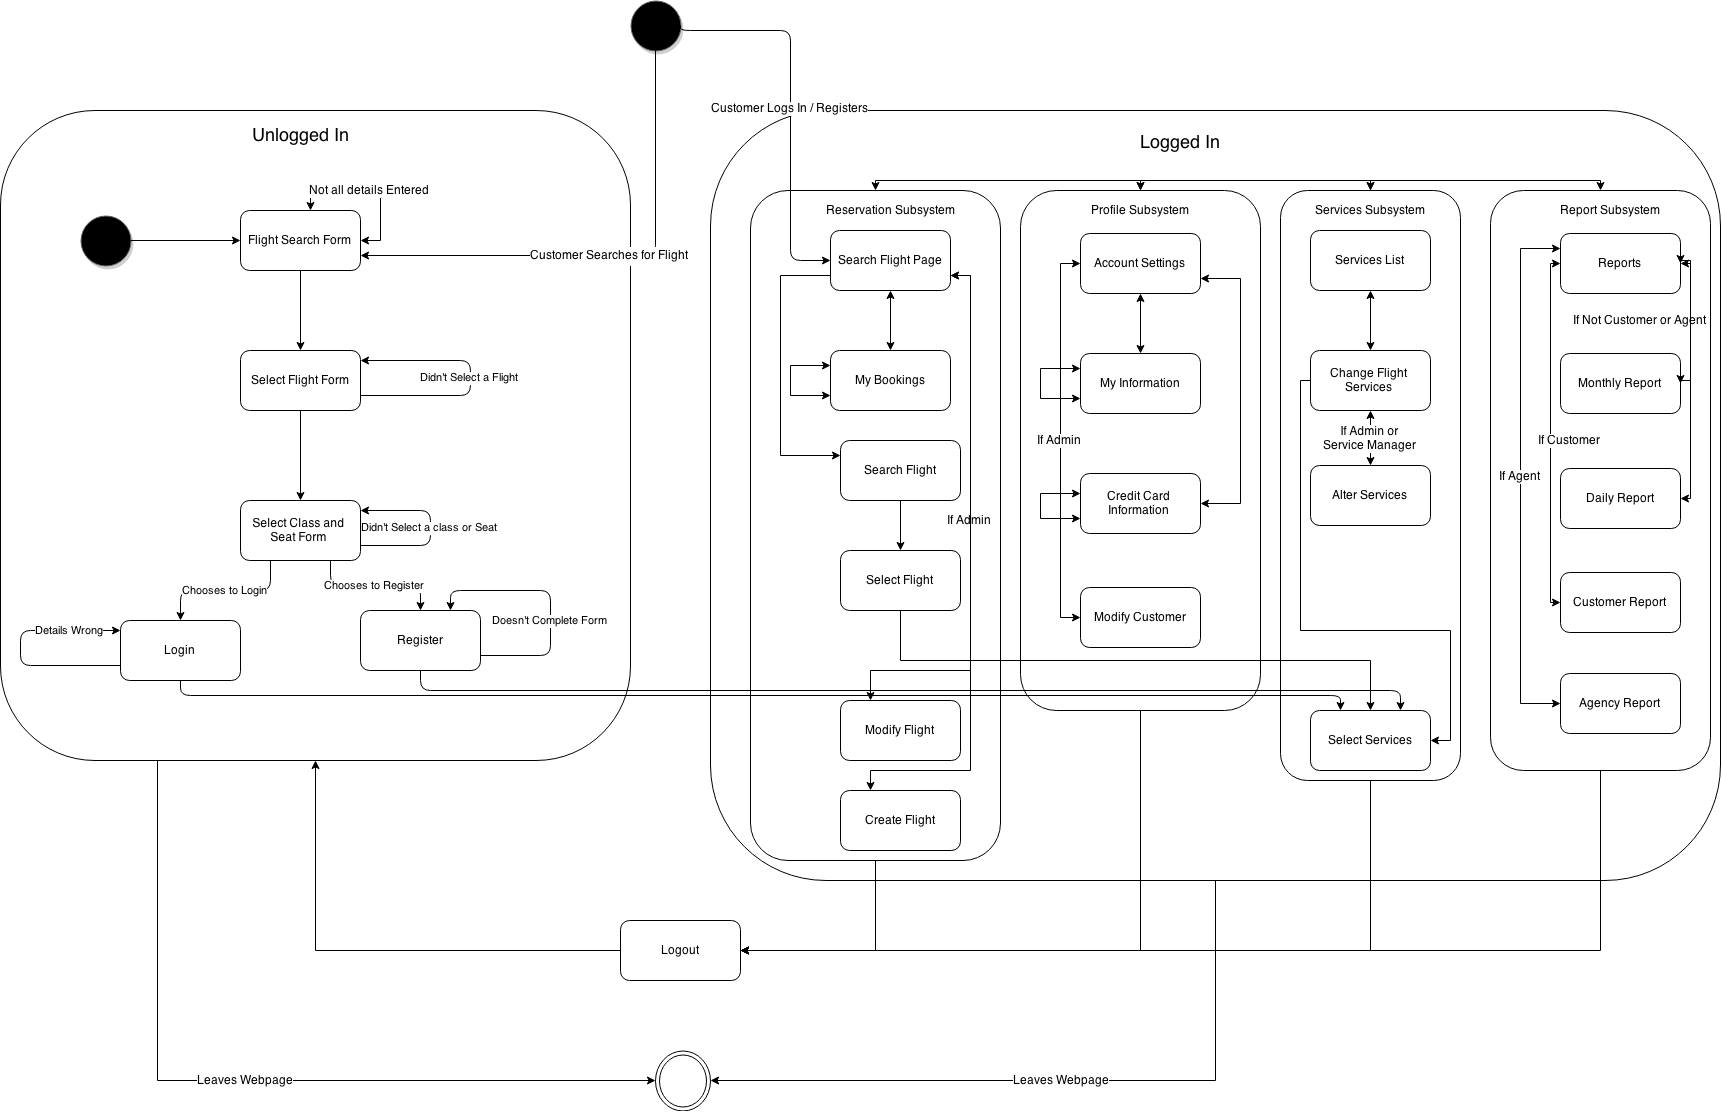 Customer Logs In / Registers
Unlogged In
Logged In
Not all details Entered
Flight Search Form
Customer Searches for Flight
Select Flight Form
Didn't Select a Flight
Select Class and
Seat Form
Didn't Select a class or Seat
Chooses to Login
Chooses to Register
Details Wrong
Login
Register
Doesn't Complete Form
Reservation Subsystem
Search Flight Page
My Bookings
Search Flight
If Admin
Select Flight
Modify Flight
Create Flight
Profile Subsystem
Account Settings
My Information
If Admin
Credit Card
Information
Modify Customer
Services Subsystem
Services List
Change Flight
Services
If Admin or
Service Manager
Alter Services
Select Services
Report Subsystem
Reports
If Not Customer or Agent
Monthly Report
If Customer
If Agent
Daily Report
Customer Report
Agency Report
Logout
Leaves Webpage
Leaves Webpage